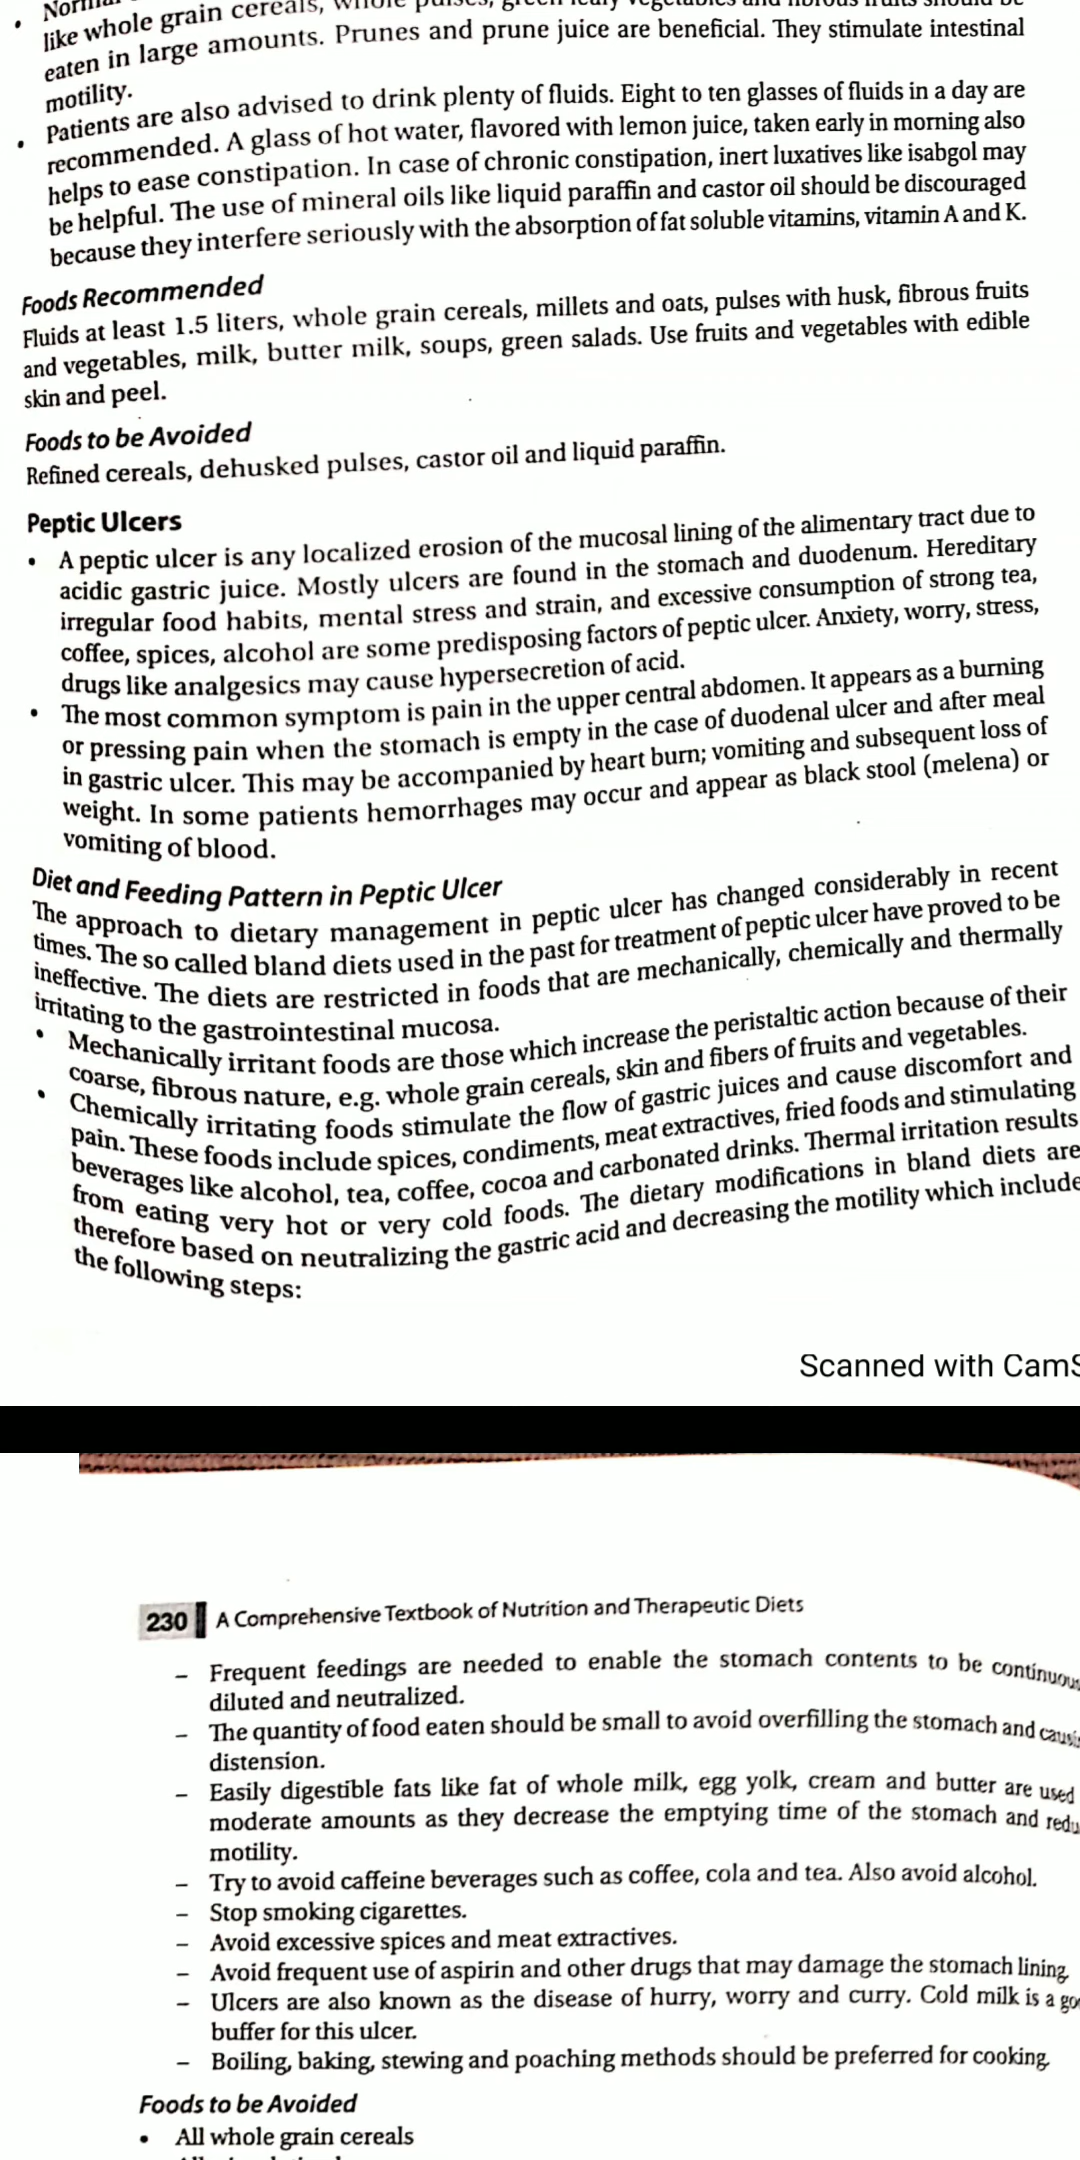 • Normal
like whole grain cereals, whole pulses, green leafy vegetables and fibrous fruits should be
eaten in large amounts. Prunes and prune juice are beneficial. They stimulate intestinal
motility.
• Patients are also advised to drink plenty of fluids. Eight to ten glasses of fluids in a day are
recommended. A glass of hot water, flavored with lemon juice, taken early in morning also
helps to ease constipation. In case of chronic constipation, inert luxatives like isabgol may
be helpful. The use of mineral oils like liquid paraffin and castor oil should be discouraged
because they interfere seriously with the absorption of fat soluble vitamins, vitamin A and K.
Foods Recommended
Fluids at least 1.5 liters, whole grain cereals, millets and oats, pulses with husk, fibrous fruits
and vegetables, milk, butter milk, soups, green salads. Use fruits and vegetables with edible
skin and peel.
Foods to be Avoided
Refined cereals, dehusked pulses, castor oil and liquid paraffin.
Peptic Ulcers
• A peptic ulcer is any localized erosion of the mucosal lining of the alimentary tract due to
acidic gastric juice. Mostly ulcers are found in the stomach and duodenum. Hereditary
irregular food habits, mental stress and strain, and excessive consumption of strong tea,
coffee, spices, alcohol are some predisposing factors of peptic ulcer. Anxiety, worry, stress,
drugs like analgesics may cause hypersecretion of acid.
• The most common symptom is pain in the upper central abdomen. It appears as a burning
or pressing pain when the stomach is empty in the case of duodenal ulcer and after meal
in gastric ulcer. This may be accompanied by heart burn; vomiting and subsequent loss of
weight. In some patients hemorrhages may occur and appear as black stool (melena) or
vomiting of blood.
Diet and Feeding Pattern in Peptic Ulcer
The approach to dietary management in peptic ulcer has changed considerably in recent
times. The so called bland diets used in the past for treatment of peptic ulcer have proved to be
ineffective. The diets are restricted in foods that are mechanically, chemically and thermally
irritating to the gastrointestinal mucosa.
• Mechanically irritant foods are those which increase the peristaltic action because of their
coarse, fibrous nature, e.g. whole grain cereals, skin and fibers of fruits and vegetables.
• Chemically irritating foods stimulate the flow of gastric juices and cause discomfort and
pain. These foods include spices, condiments, meat extractives, fried foods and stimulating
beverages like alcohol, tea, coffee, cocoa and carbonated drinks. Thermal irritation results
from eating very hot or very cold foods. The dietary modifications in bland diets are
therefore based on neutralizing the gastric acid and decreasing the motility which include
the following steps:
Scanned with CamS
230 A Comprehensive Textbook of Nutrition and Therapeutic Diets
– Frequent feedings are needed to enable the stomach contents to be continuous
diluted and neutralized.
– The quantity of food eaten should be small to avoid overfilling the stomach and causi
distension.
– Easily digestible fats like fat of whole milk, egg yolk, cream and butter are used
moderate amounts as they decrease the emptying time of the stomach and redu
motility.
– Try to avoid caffeine beverages such as coffee, cola and tea. Also avoid alcohol.
– Stop smoking cigarettes.
– Avoid excessive spices and meat extractives.
– Avoid frequent use of aspirin and other drugs that may damage the stomach lining.
– Ulcers are also known as the disease of hurry, worry and curry. Cold milk is a goo
buffer for this ulcer.
– Boiling, baking, stewing and poaching methods should be preferred for cooking.
Foods to be Avoided
• All whole grain cereals